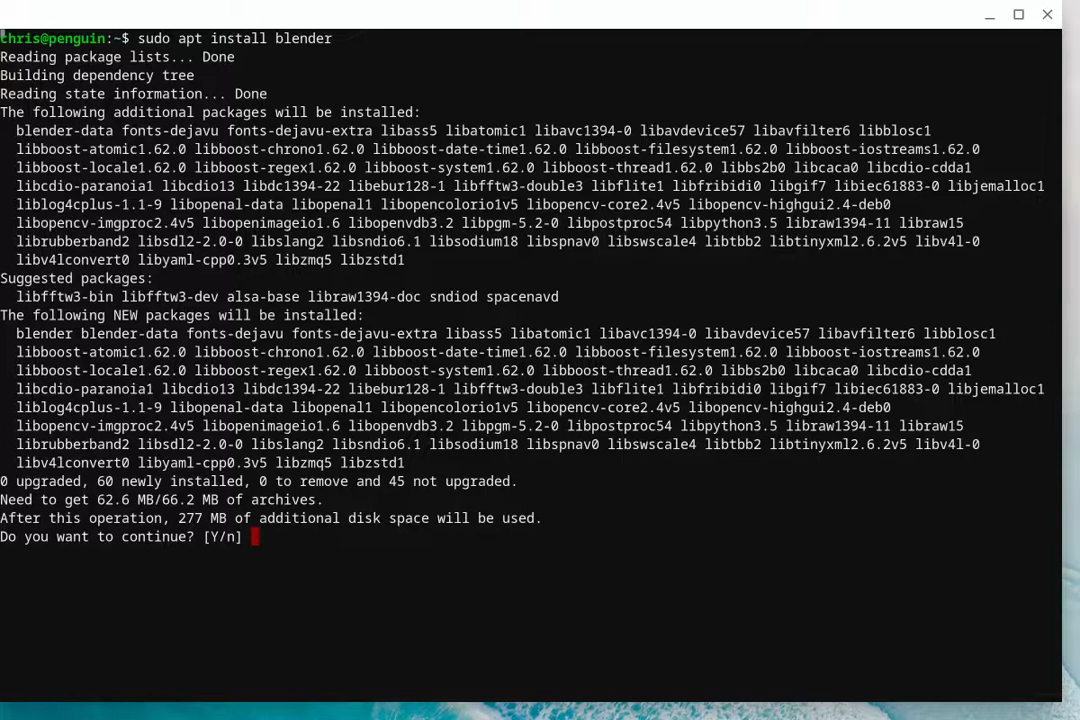 chris@penguin:~$ sudo apt install blender
Reading package lists... Done
Building dependency tree
Reading state information... Done
The following additional packages will be installed:
blender-data fonts-dejavu fonts-dejavu-extra libass5 libatomic1 libavc1394-0 libavdevice57 libavfilter6 libblosc1
libboost-atomic1.62.0 libboost-chrono1.62.0 libboost-date-time1.62.0 libboost-filesystem1.62.0 libboost-iostreams1.62.0
libboost-locale1.62.0 libboost-regex1.62.0 libboost-system1.62.0 libboost-thread1.62.0 libbs2b0 libcaca0 libcdio-cdda1
libcdio-paranoia1 libcdio13 libdc1394-22 libebur128-1 libfftw3-double3 libflite1 libfribidi0 libgif7 libiec61883-0 libjemalloc1
liblog4cplus-1.1-9 libopenal-data libopenal1 libopencolorio1v5 libopencv-core2.4v5 libopencv-highgui2.4-deb0
libopencv-imgproc2.4v5 libopenimageio1.6 libopenvdb3.2 libpgm-5.2-0 libpostproc54 libpython3.5 libraw1394-11 libraw15
librubberband2 libsdl2-2.0-0 libslang2 libsndio6.1 libsodium18 libspnav0 libswscale4 libtbb2 libtinyxml2.6.2v5 libv4l-0
libv4lconvert0 libyaml-cpp0.3v5 libzmq5 libzstd1
Suggested packages:
libfftw3-bin libfftw3-dev alsa-base libraw1394-doc sndiod spacenavd
The following NEW packages will be installed:
blender blender-data fonts-dejavu fonts-dejavu-extra libass5 libatomic1 libavc1394-0 libavdevice57 libavfilter6 libblosc1
libboost-atomic1.62.0 libboost-chrono1.62.0 libboost-date-time1.62.0 libboost-filesystem1.62.0 libboost-iostreams1.62.0
libboost-locale1.62.0 libboost-regex1.62.0 libboost-system1.62.0 libboost-thread1.62.0 libbs2b0 libcaca0 libcdio-cdda1
libcdio-paranoia1 libcdio13 libdc1394-22 libebur128-1 libfftw3-double3 libflite1 libfribidi0 libgif7 libiec61883-0 libjemalloc1
liblog4cplus-1.1-9 libopenal-data libopenal1 libopencolorio1v5 libopencv-core2.4v5 libopencv-highgui2.4-deb0
libopencv-imgproc2.4v5 libopenimageio1.6 libopenvdb3.2 libpgm-5.2-0 libpostproc54 libpython3.5 libraw1394-11 libraw15
librubberband2 libsdl2-2.0-0 libslang2 libsndio6.1 libsodium18 libspnav0 libswscale4 libtbb2 libtinyxml2.6.2v5 libv4l-0
libv4lconvert0 libyaml-cpp0.3v5 libzmq5 libzstd1
0 upgraded, 60 newly installed, 0 to remove and 45 not upgraded.
Need to get 62.6 MB/66.2 MB of archives.
After this operation, 277 MB of additional disk space will be used.
Do you want to continue? [Y/n]